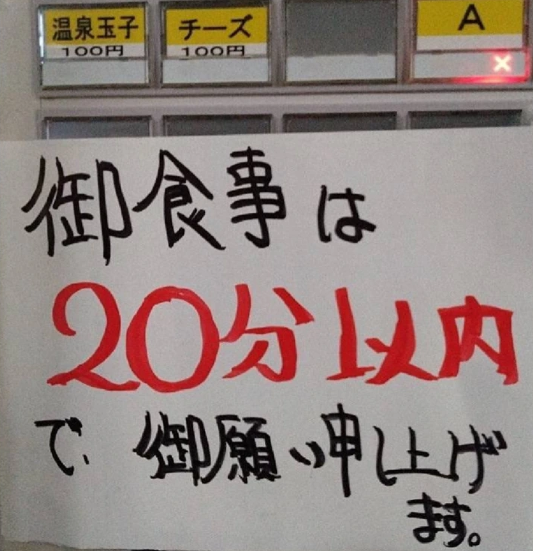 温泉玉子
100円
チーズ
100円
A
×
御食事は
20分以内
で御願い申し上げ
ます。